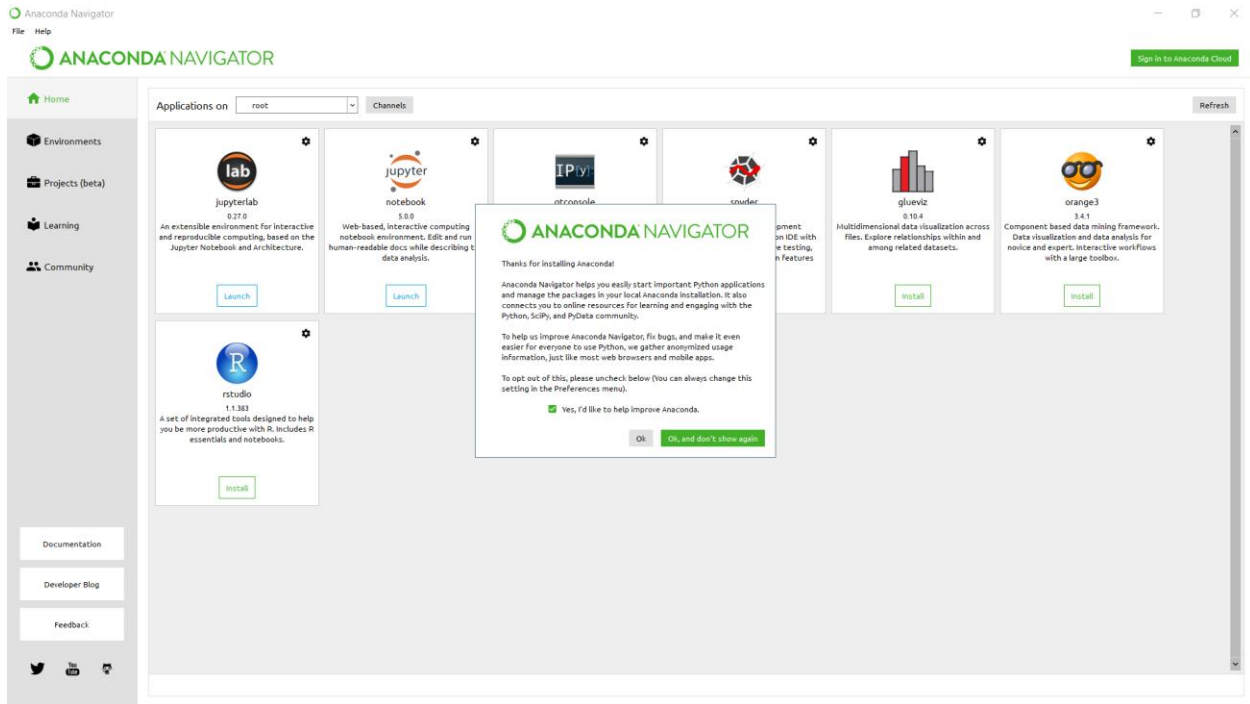 Anaconda Navigator
File Help
ANACONDA NAVIGATOR
Sign in to Anaconda Cloud
Home
Environments
Projects (beta)
Learning
Community
Documentation
Developer Blog
Feedback
You
Tube
Applications on root Channels Refresh
lab
jupyterlab
0.27.0
An extensible environment for interactive
and reproducible computing, based on the
Jupyter Notebook and Architecture.
Launch
jupyter
notebook
5.0.0
Web-based, interactive computing
notebook environment. Edit and run
human-readable docs while describing t
data analysis.
Launch
IP[y]:
qtconsole
spyder
pment
on IDE with
e testing,
n features
glueviz
0.10.4
Multidimensional data visualization across
files. Explore relationships within and
among related datasets.
Install
orange3
3.4.1
Component based data mining framework.
Data visualization and data analysis for
novice and expert. Interactive workflows
with a large toolbox.
Install
R
rstudio
1.1.383
A set of integrated tools designed to help
you be more productive with R. Includes R
essentials and notebooks.
Install
ANACONDA NAVIGATOR
Thanks for installing Anaconda!
Anaconda Navigator helps you easily start important Python applications
and manage the packages in your local Anaconda installation. It also
connects you to online resources for learning and engaging with the
Python, SciPy, and PyData community.
To help us improve Anaconda Navigator, fix bugs, and make it even
easier for everyone to use Python, we gather anonymized usage
information, just like most web browsers and mobile apps.
To opt out of this, please uncheck below (You can always change this
setting in the Preferences menu).
Yes, I'd like to help improve Anaconda.
Ok
Ok, and don't show again